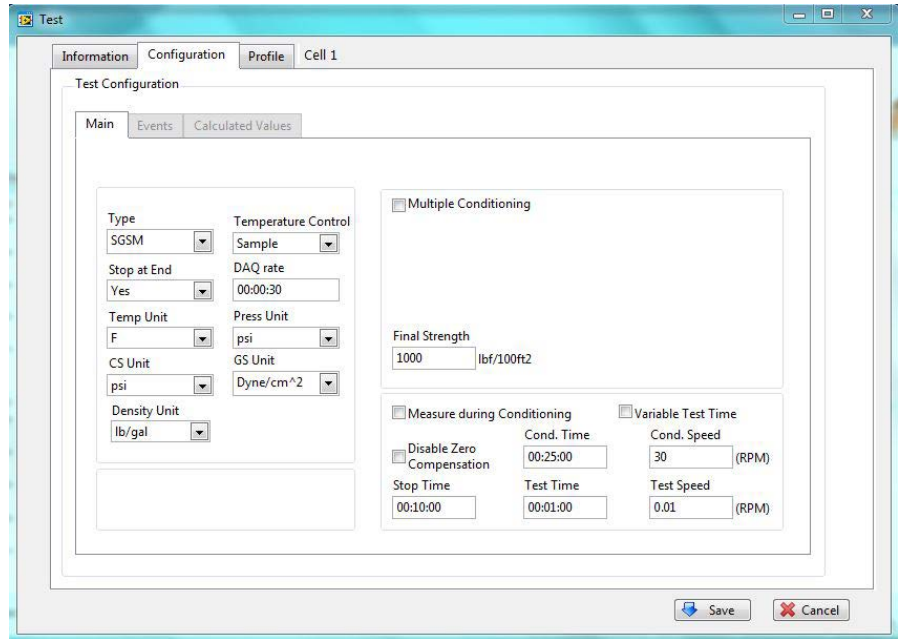 Test
Information Configuration Profile Cell 1
Test Configuration
Main Events Calculated Values
Type
SGSM
Temperature Control
Sample
Stop at End
Yes
DAQ rate
00:00:30
Temp Unit
F
Press Unit
psi
CS Unit
psi
GS Unit
Dyne/cm^2
Density Unit
lb/gal
Multiple Conditioning
Final Strength
1000 lbf/100ft2
Measure during Conditioning
Variable Test Time
Disable Zero
Compensation
Cond. Time
00:25:00
Cond. Speed
30 (RPM)
Stop Time
00:10:00
Test Time
00:01:00
Test Speed
0.01 (RPM)
Save Cancel